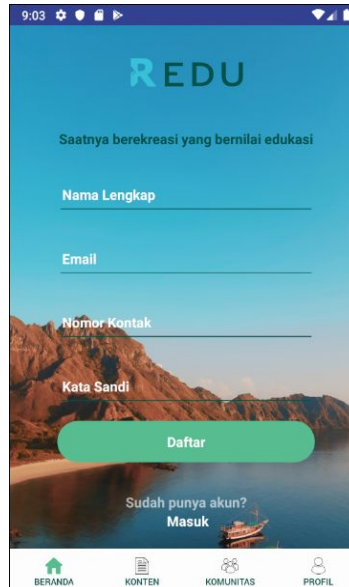 9:03
REDU
Saatnya berekreasi yang bernilai edukasi
Nama Lengkap
Email
Nomor Kontak
Kata Sandi
Daftar
Sudah punya akun?
Masuk
BERANDA KONTEN KOMUNITAS PROFIL